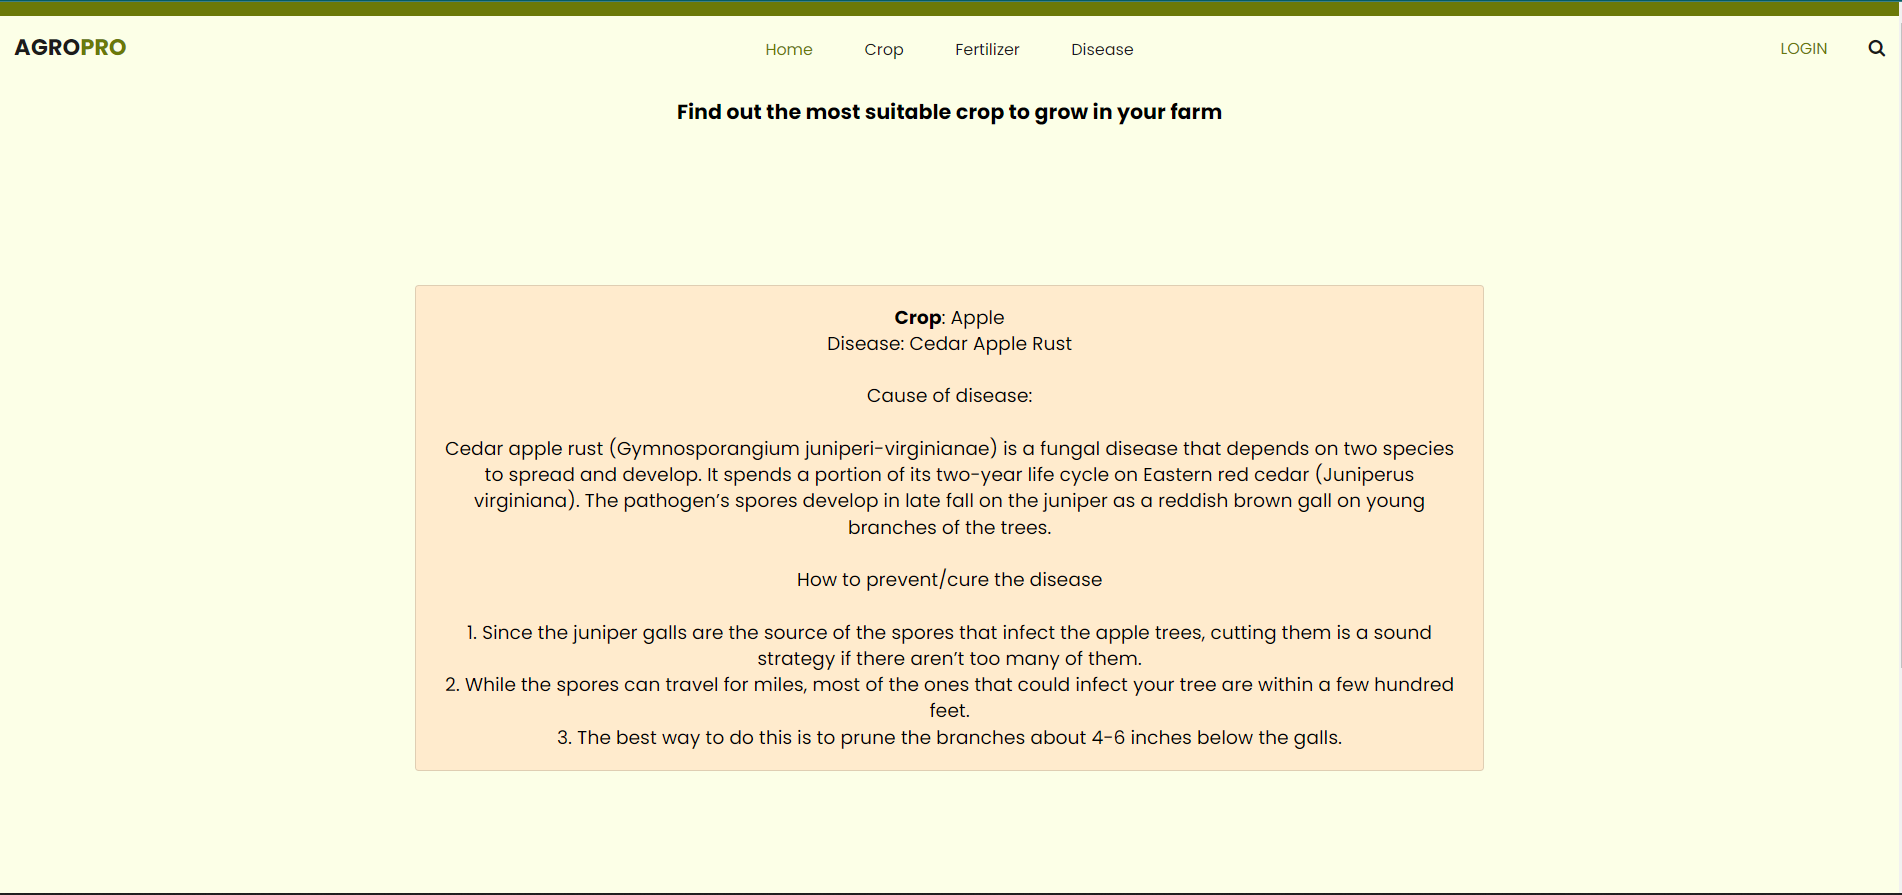 AGROPRO
Home Crop Fertilizer Disease
LOGIN
Find out the most suitable crop to grow in your farm
Crop: Apple
Disease: Cedar Apple Rust
Cause of disease:
Cedar apple rust (Gymnosporangium juniperi-virginianae) is a fungal disease that depends on two species
to spread and develop. It spends a portion of its two-year life cycle on Eastern red cedar (Juniperus
virginiana). The pathogen’s spores develop in late fall on the juniper as a reddish brown gall on young
branches of the trees.
How to prevent/cure the disease
1. Since the juniper galls are the source of the spores that infect the apple trees, cutting them is a sound
strategy if there aren’t too many of them.
2. While the spores can travel for miles, most of the ones that could infect your tree are within a few hundred
feet.
3. The best way to do this is to prune the branches about 4-6 inches below the galls.